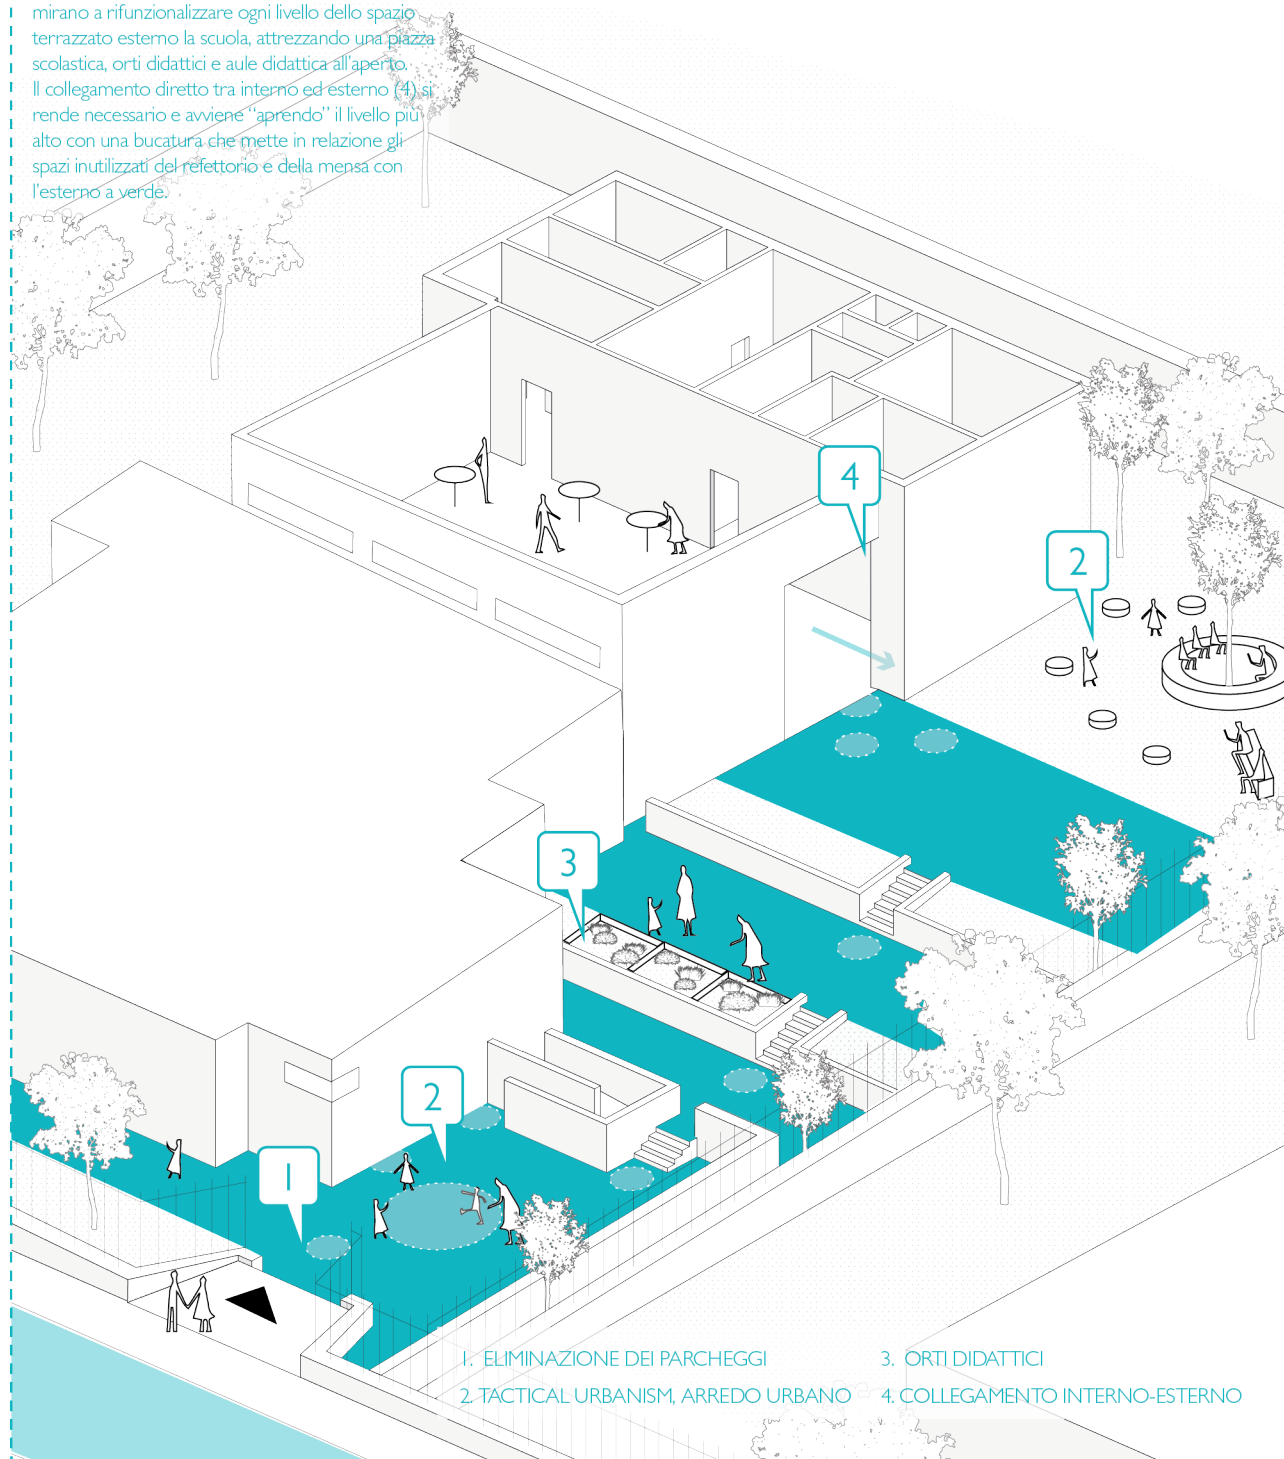 mirano a rifunzionalizzare ogni livello dello spazio
terrazzato esterno la scuola, attrezzando una piazza
scolastica, orti didattici e aule didattica all'aperto.
Il collegamento diretto tra interno ed esterno (4) si
rende necessario e avviene "aprendo" il livello più
alto con una bucatura che mette in relazione gli
spazi inutilizzati del refettorio e della mensa con
l'esterno a verde.
4
2
3
2
1
1. ELIMINAZIONE DEI PARCHEGGI
2. TACTICAL URBANISM, ARREDO URBANO
3. ORTI DIDATTICI
4. COLLEGAMENTO INTERNO-ESTERNO